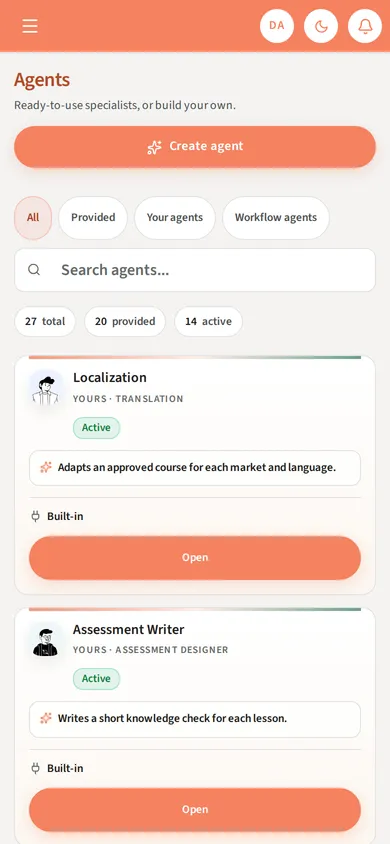 DA
Agents
Ready-to-use specialists, or build your own.
Create agent
All
Provided
Your agents
Workflow agents
Search agents...
27 total
20 provided
14 active
Localization
YOURS · TRANSLATION
Active
Adapts an approved course for each market and language.
Built-in
Open
Assessment Writer
YOURS · ASSESSMENT DESIGNER
Active
Writes a short knowledge check for each lesson.
Built-in
Open